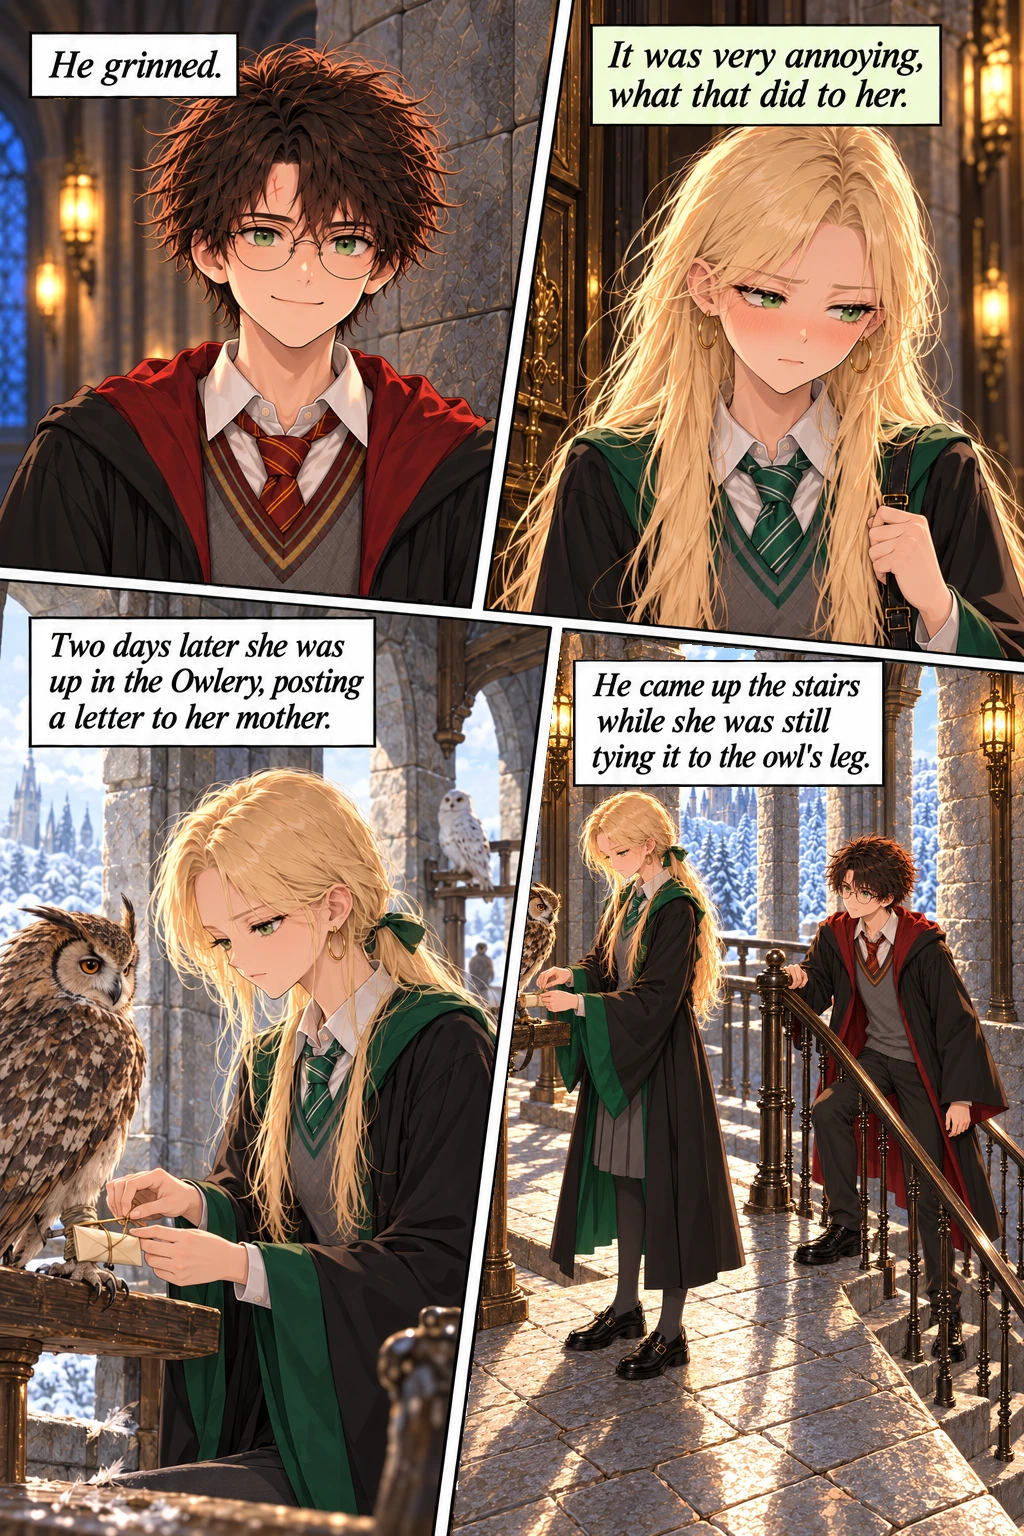 He grinned.
It was very annoying,
what that did to her.
Two days later she was
up in the Owlery, posting
a letter to her mother.
He came up the stairs
while she was still
tying it to the owl's leg.